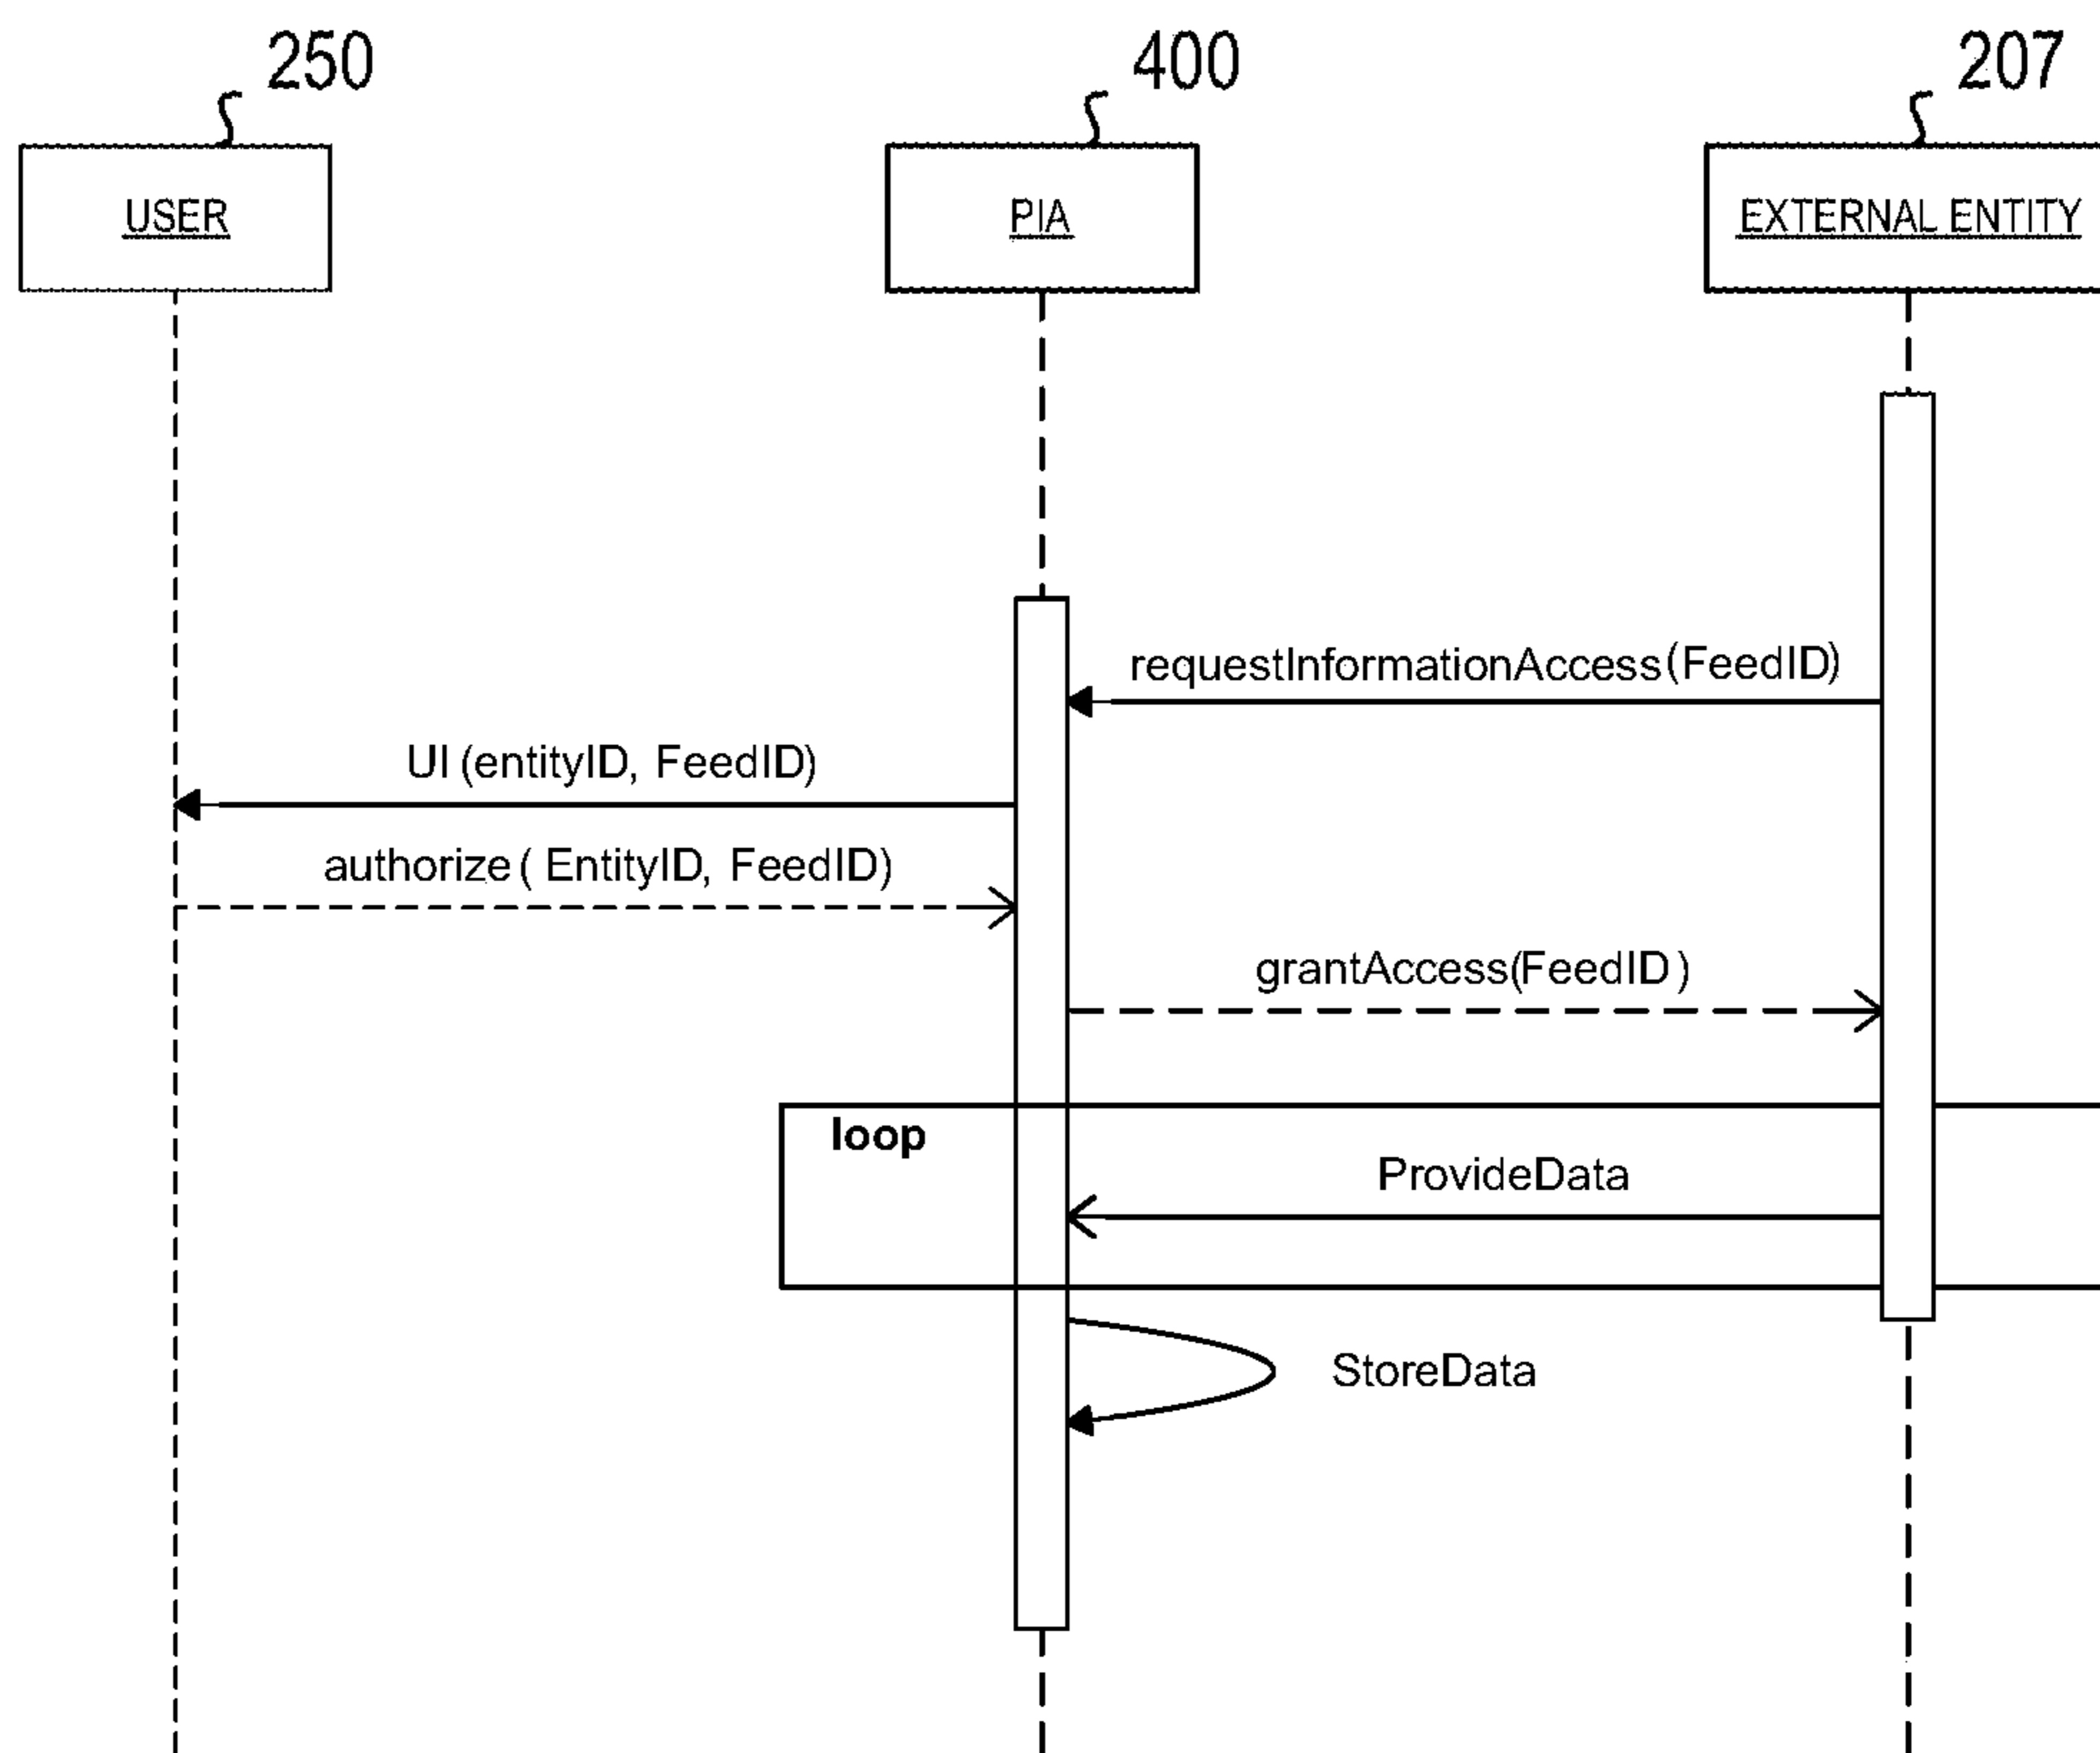 250
400
207
USER
PIA
EXTERNAL ENTITY
requestInformationAccess(FeedID)
UI (entityID, FeedID)
authorize ( EntityID, FeedID)
grantAccess(FeedID )
loop
ProvideData
StoreData